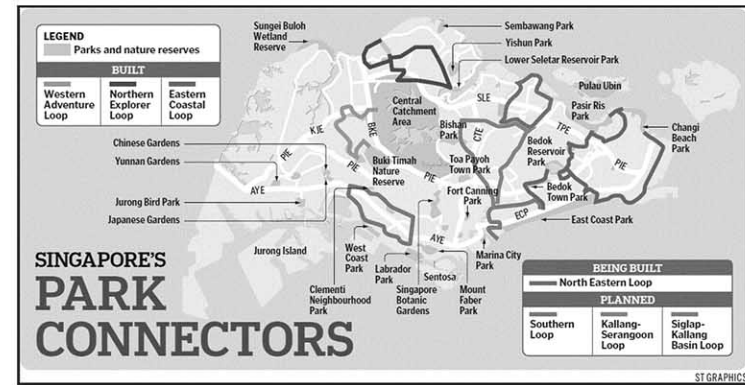 LEGEND
Parks and nature reserves
BUILT
Western
Adventure
Loop
Northern
Explorer
Loop
Eastern
Coastal
Loop
Sungei Buloh
Wetland
Reserve
Sembawang Park
Yishun Park
Lower Seletar Reservoir Park
Pulau Ubin
Pasir Ris
Park
Changi
Beach
Park
Central
Catchment
Area
SLE
Bishan
Park
CTE
TPE
KJE
BKE
Bedok
Reservoir
Park
PIE
Chinese Gardens
Yunnan Gardens
PIE
PIE
Buki Timah
Nature
Reserve
PIE
Toa Payoh
Town Park
Fort Canning
Park
Bedok
Town Park
AYE
ECP
East Coast Park
Jurong Bird Park
Japanese Gardens
Jurong Island
West
Coast
Park
AYE
Marina City
Park
Labrador
Park
Sentosa
Clementi
Neighbourhood
Park
Singapore
Botanic
Gardens
Mount
Faber
Park
SINGAPORE'S
PARK
CONNECTORS
BEING BUILT
North Eastern Loop
PLANNED
Southern
Loop
Kallang-
Serangoon
Loop
Siglap-
Kallang
Basin Loop
ST GRAPHICS